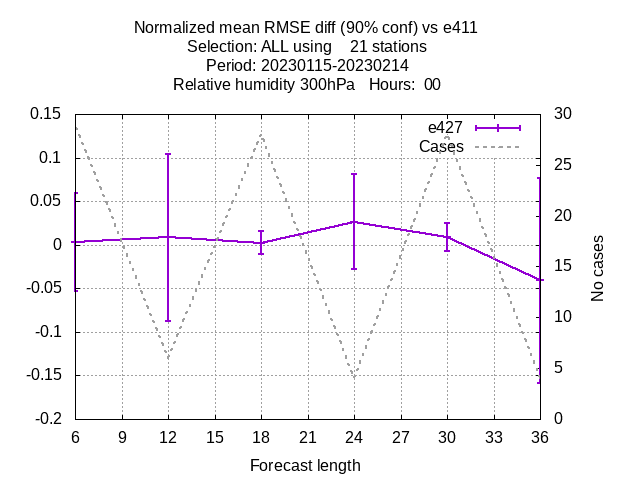 Normalized mean RMSE diff (90% conf) vs e411
Selection: ALL using    21 stations
Period: 20230115-20230214
Relative humidity 300hPa   Hours:  00
e427
Cases
0.15
0.1
0.05
0
-0.05
-0.1
-0.15
-0.2
30
25
20
15
10
5
0
No cases
6 9 12 15 18 21 24 27 30 33 36
Forecast length